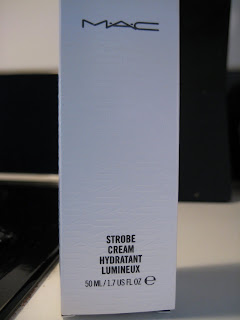 MAC
STROBE
CREAM
HYDRATANT
LUMINEUX
50 ML/1.7 US FL OZ ℮